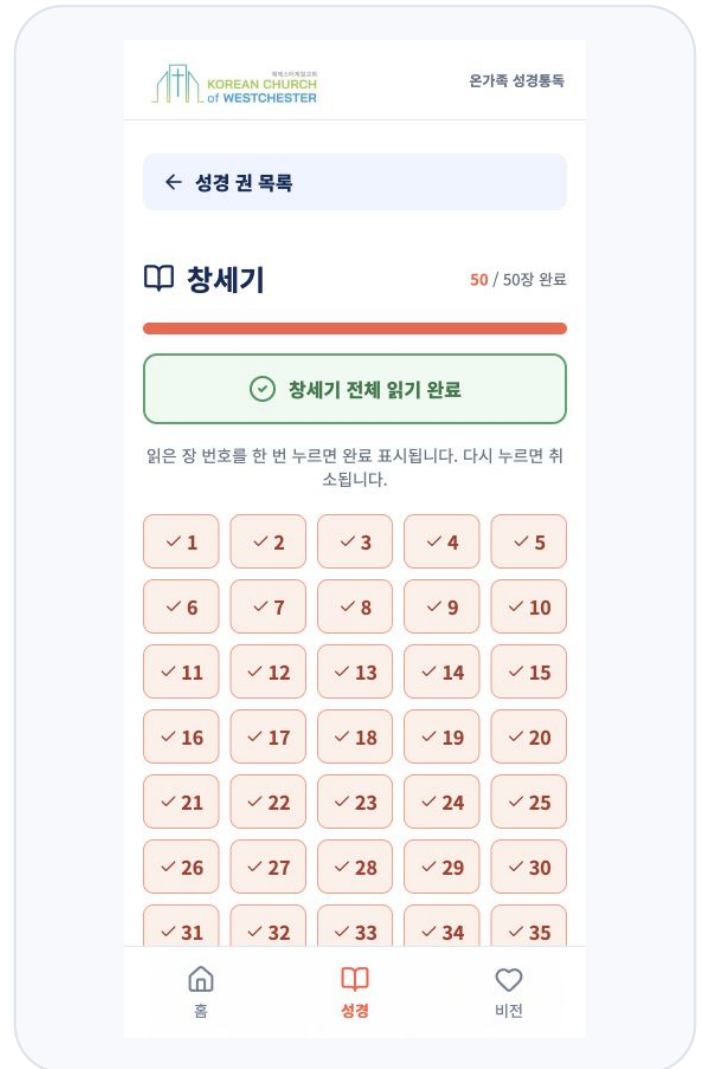 웨체스터제일교회
KOREAN CHURCH
of WESTCHESTER
온가족 성경통독
← 성경 권 목록
창세기
50 / 50장 완료
창세기 전체 읽기 완료
읽은 장 번호를 한 번 누르면 완료 표시됩니다. 다시 누르면 취
소됩니다.
✓ 1 ✓ 2 ✓ 3 ✓ 4 ✓ 5
✓ 6 ✓ 7 ✓ 8 ✓ 9 ✓ 10
✓ 11 ✓ 12 ✓ 13 ✓ 14 ✓ 15
✓ 16 ✓ 17 ✓ 18 ✓ 19 ✓ 20
✓ 21 ✓ 22 ✓ 23 ✓ 24 ✓ 25
✓ 26 ✓ 27 ✓ 28 ✓ 29 ✓ 30
✓ 31 ✓ 32 ✓ 33 ✓ 34 ✓ 35
홈 성경 비전